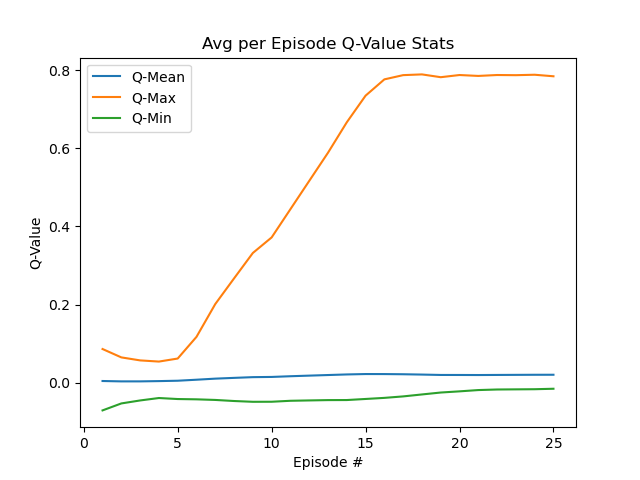 Avg per Episode Q-Value Stats
Q-Mean
Q-Max
Q-Min
0.8
0.6
0.4
0.2
0.0
Q-Value
0 5 10 15 20 25
Episode #